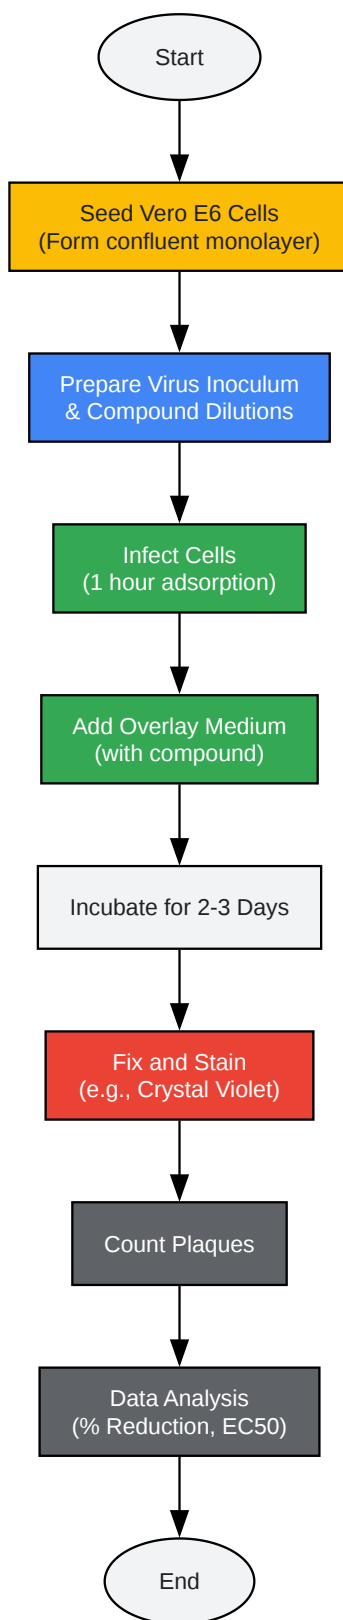 Start
Seed Vero E6 Cells
(Form confluent monolayer)
Prepare Virus Inoculum
& Compound Dilutions
Infect Cells
(1 hour adsorption)
Add Overlay Medium
(with compound)
Incubate for 2-3 Days
Fix and Stain
(e.g., Crystal Violet)
Count Plaques
Data Analysis
(% Reduction, EC50)
End